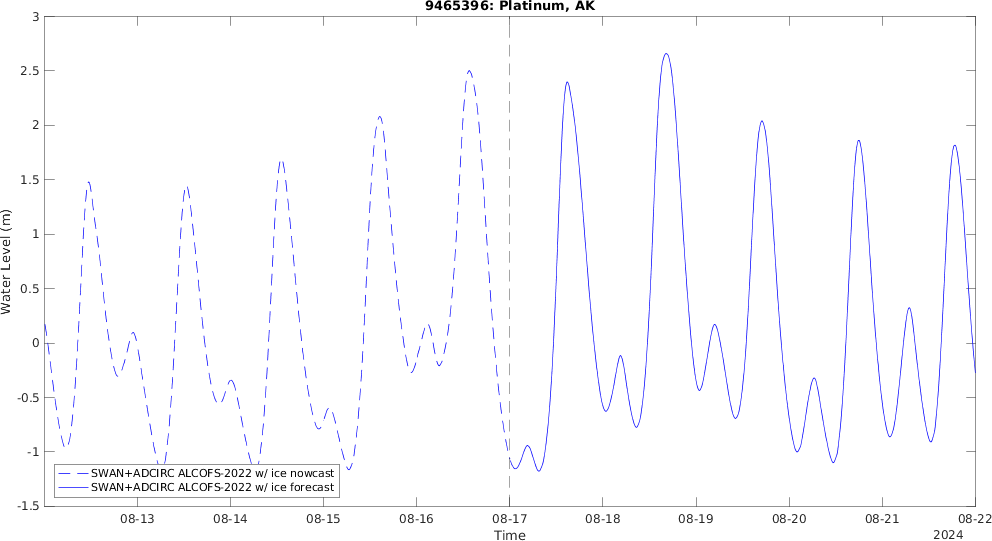 9465396: Platinum, AK
3
2.5
2
1.5
1
0.5
0
-0.5
-1
-1.5
Water Level (m)
SWAN+ADCIRC ALCOFS-2022 w/ ice nowcast
SWAN+ADCIRC ALCOFS-2022 w/ ice forecast
08-13 08-14 08-15 08-16 08-17 08-18 08-19 08-20 08-21 08-22
Time
2024